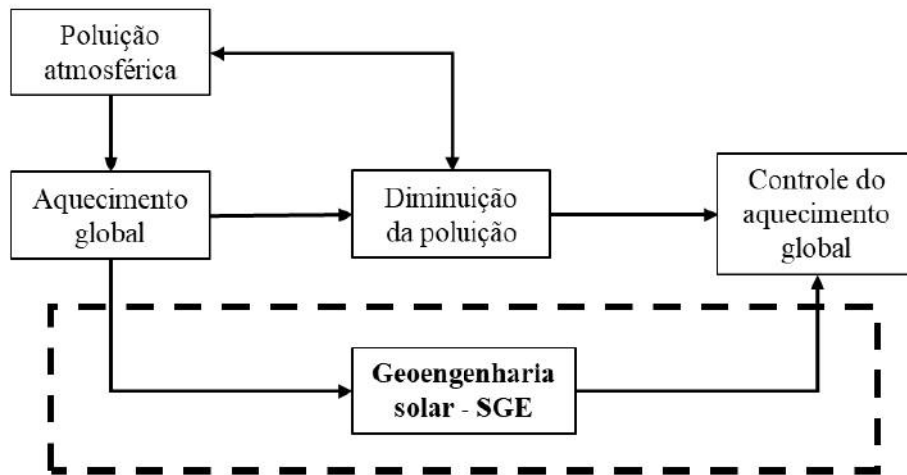 Poluição
atmosférica
Aquecimento
global
Diminuição
da poluição
Controle do
aquecimento
global
Geoengenharia
solar - SGE